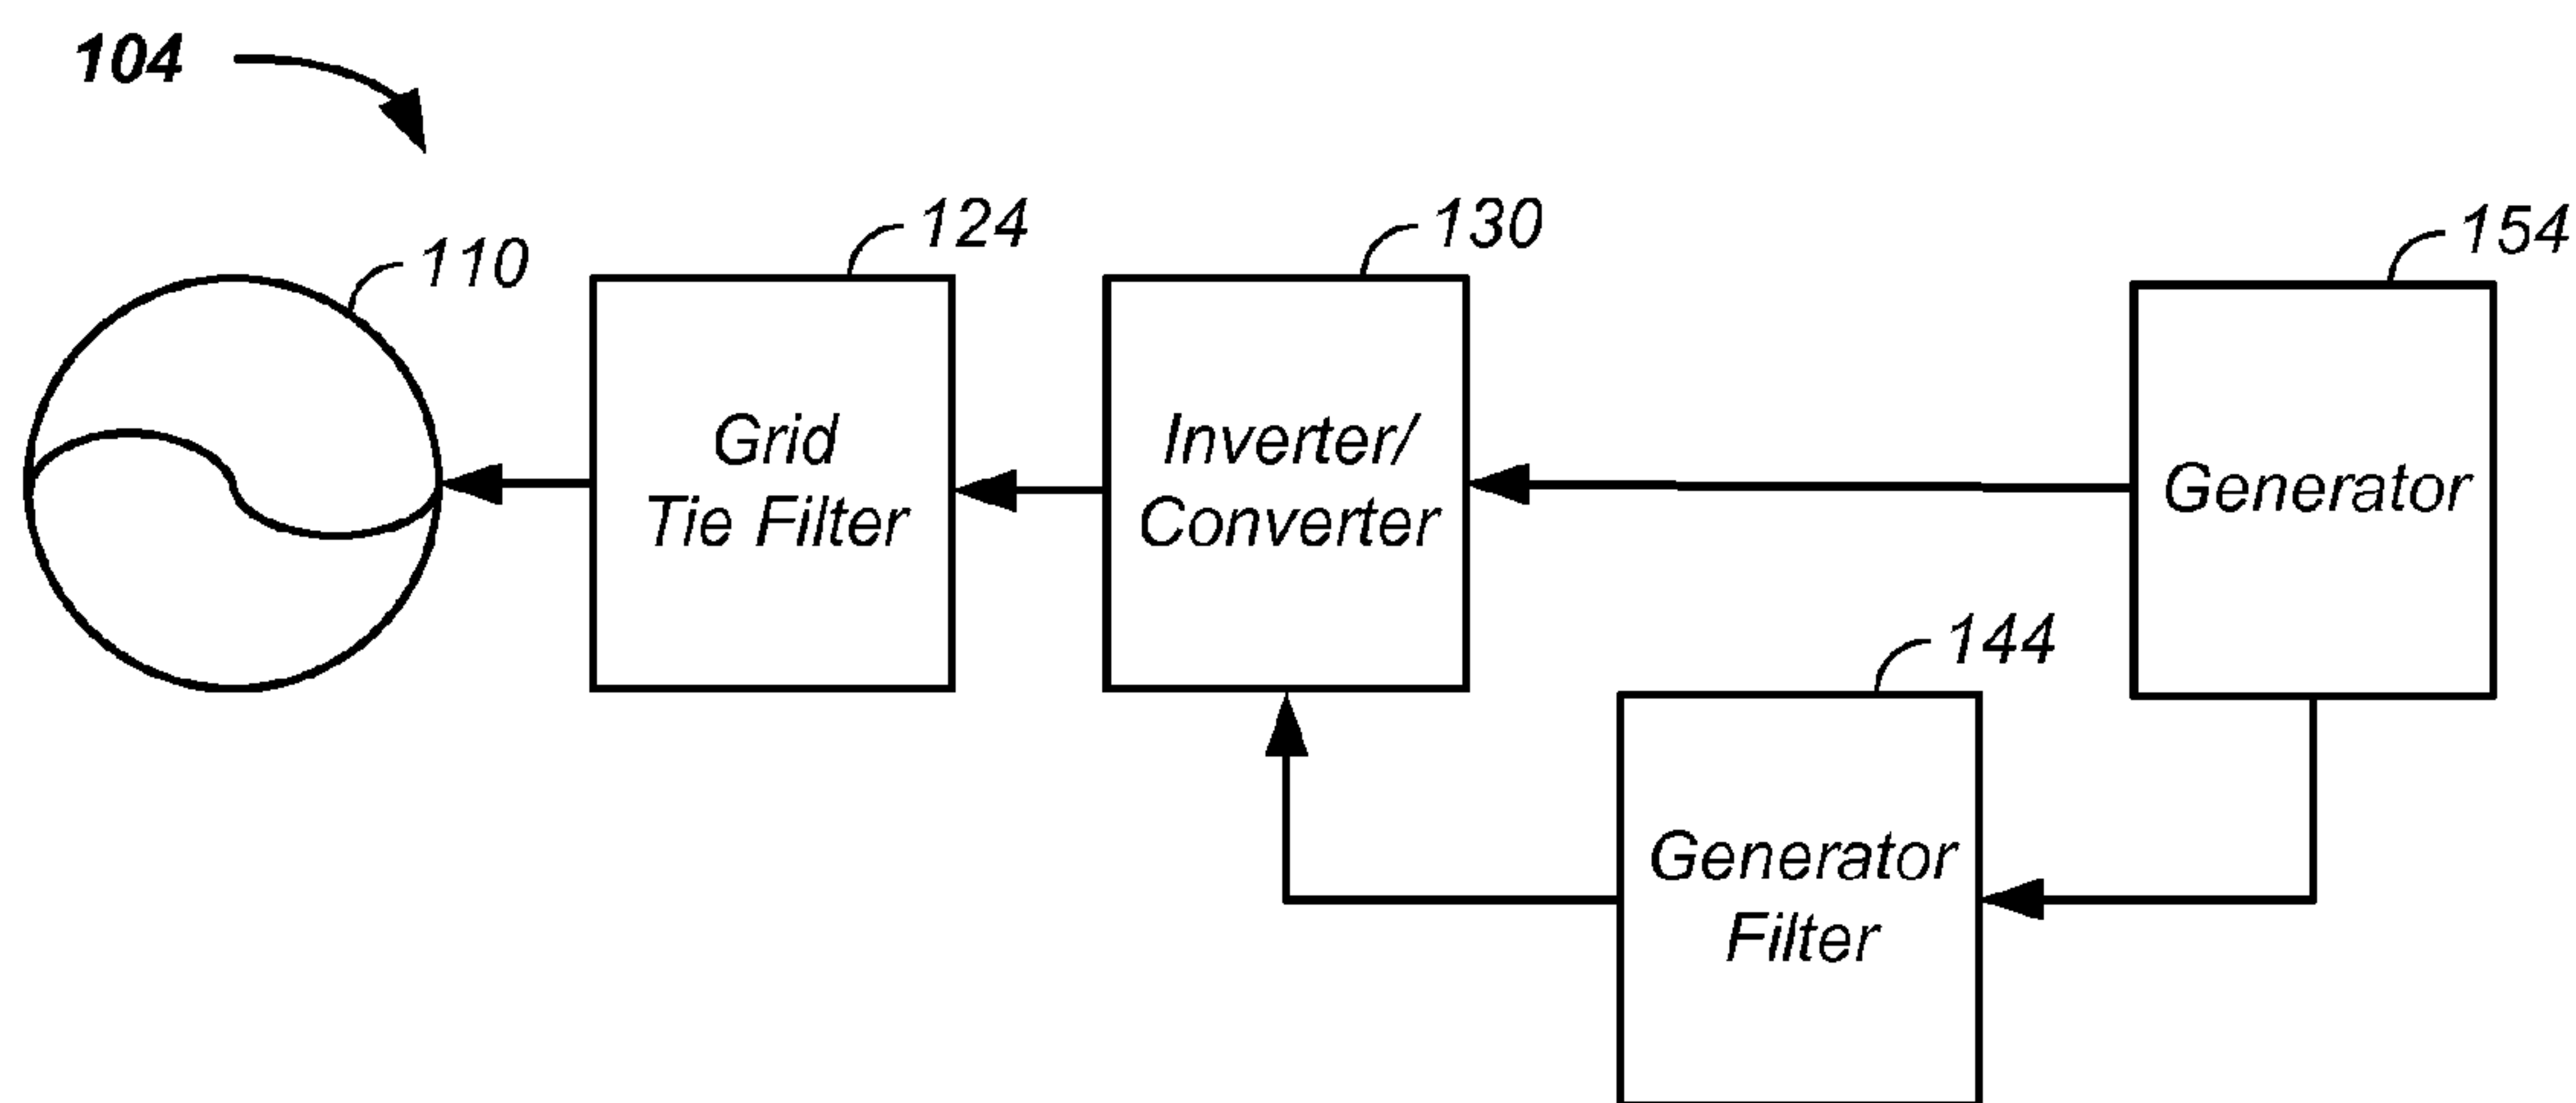 104
110
124
130
154
Grid
Tie Filter
Inverter/
Converter
Generator
144
Generator
Filter